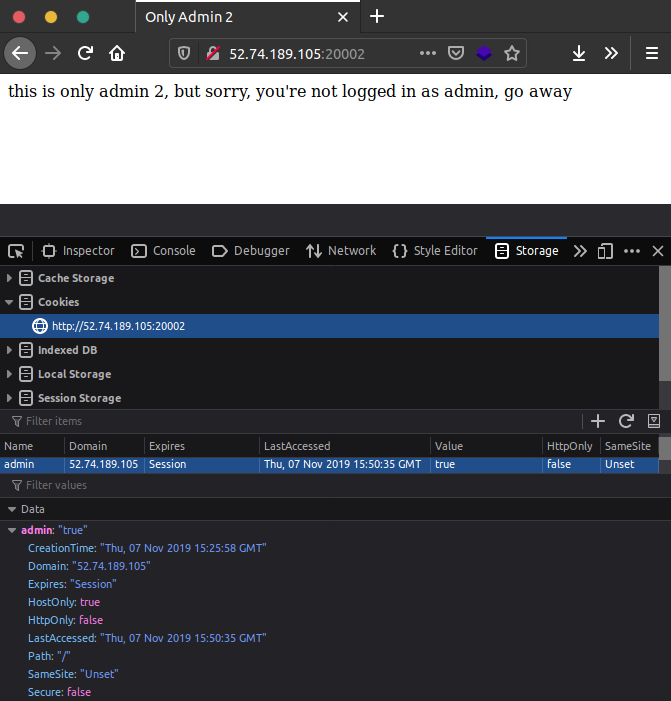 Only Admin 2
52.74.189.105:20002
this is only admin 2, but sorry, you're not logged in as admin, go away
Inspector Console Debugger Network Style Editor Storage
Cache Storage
Cookies
http://52.74.189.105:20002
Indexed DB
Local Storage
Session Storage
Filter items
Name Domain Expires LastAccessed Value HttpOnly SameSite
admin 52.74.189.105 Session Thu, 07 Nov 2019 15:50:35 GMT true false Unset
Filter values
Data
admin: "true"
CreationTime: "Thu, 07 Nov 2019 15:25:58 GMT"
Domain: "52.74.189.105"
Expires: "Session"
HostOnly: true
HttpOnly: false
LastAccessed: "Thu, 07 Nov 2019 15:50:35 GMT"
Path: "/"
SameSite: "Unset"
Secure: false